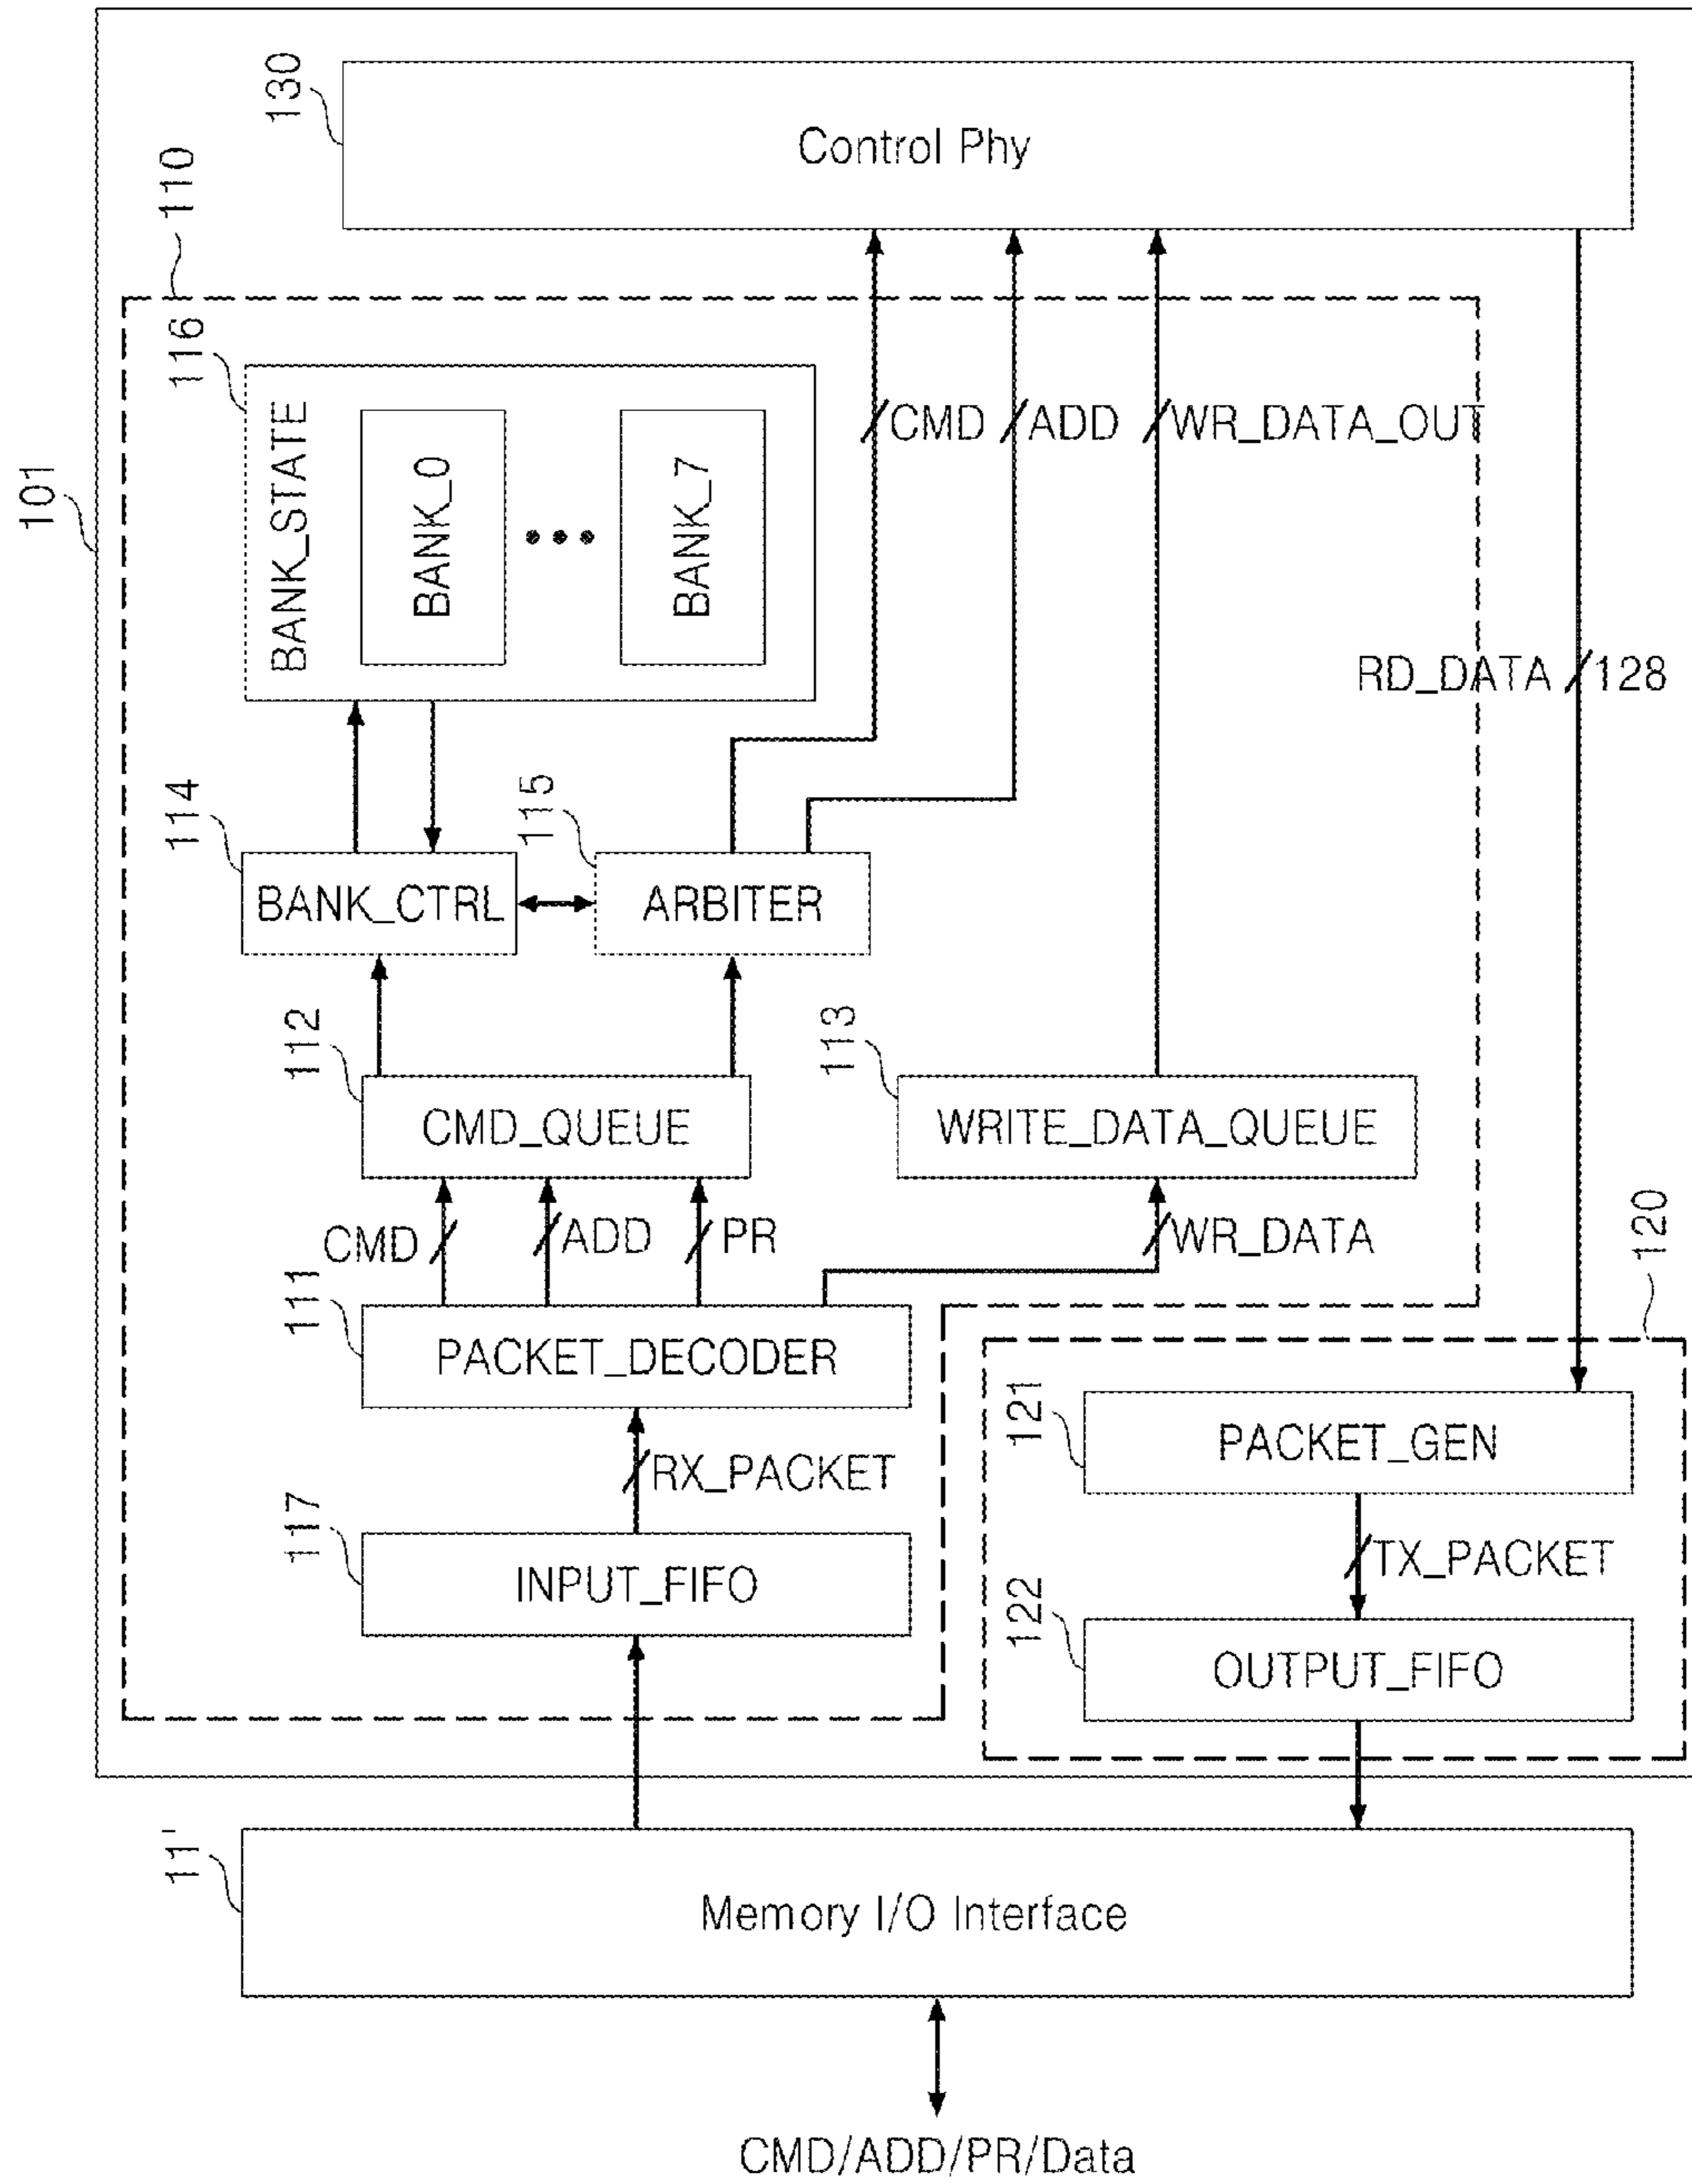 101
130
Control Phy
110
116
BANK_STATE
BANK_0
BANK_7
CMD
ADD
WR_DATA_OUT
RD_DATA
128
114
BANK_CTRL
115
ARBITER
112
CMD_QUEUE
113
WRITE_DATA_QUEUE
CMD
ADD
PR
WR_DATA
111
PACKET_DECODER
120
121
PACKET_GEN
RX_PACKET
117
INPUT_FIFO
TX_PACKET
122
OUTPUT_FIFO
11'
Memory I/O Interface
CMD/ADD/PR/Data